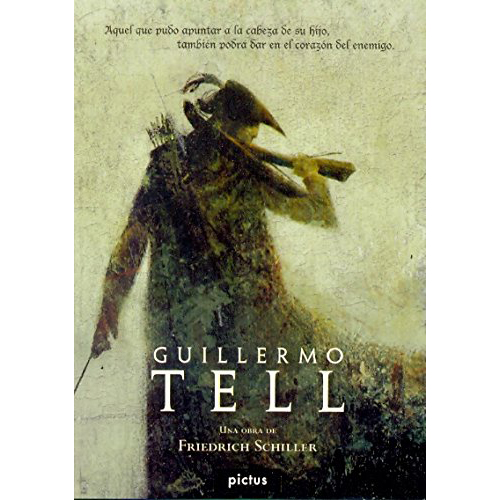 Aquel que pudo apuntar a la cabeza de su hijo,
también podrá dar en el corazón del enemigo.
GUILLERMO
TELL
UNA OBRA DE
FRIEDRICH SCHILLER
pictus